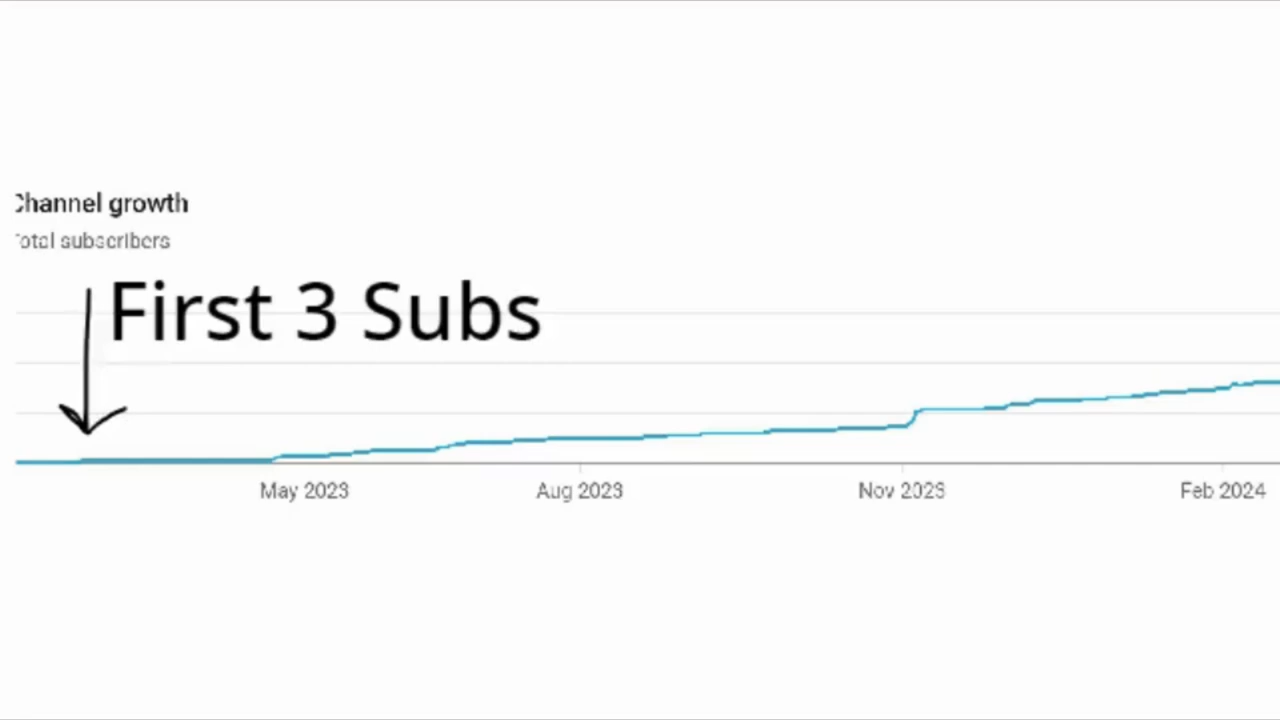 Channel growth
Total subscribers
First 3 Subs
May 2023
Aug 2023
Nov 2023
Feb 2024